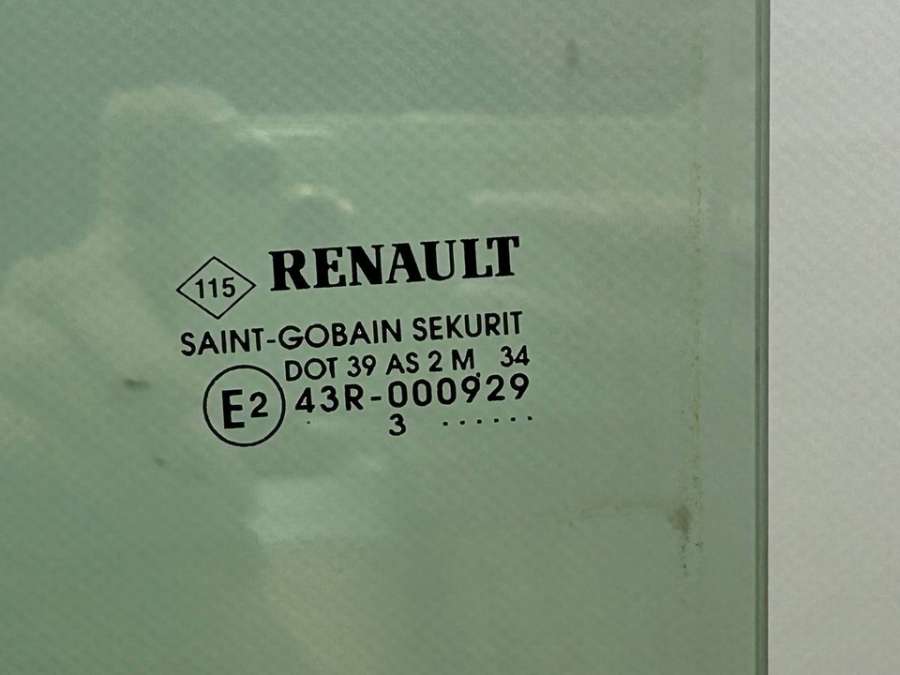 115 RENAULT
SAINT-GOBAIN SEKURIT
DOT 39 AS 2 M 34
E2 43R-000929
3 ......